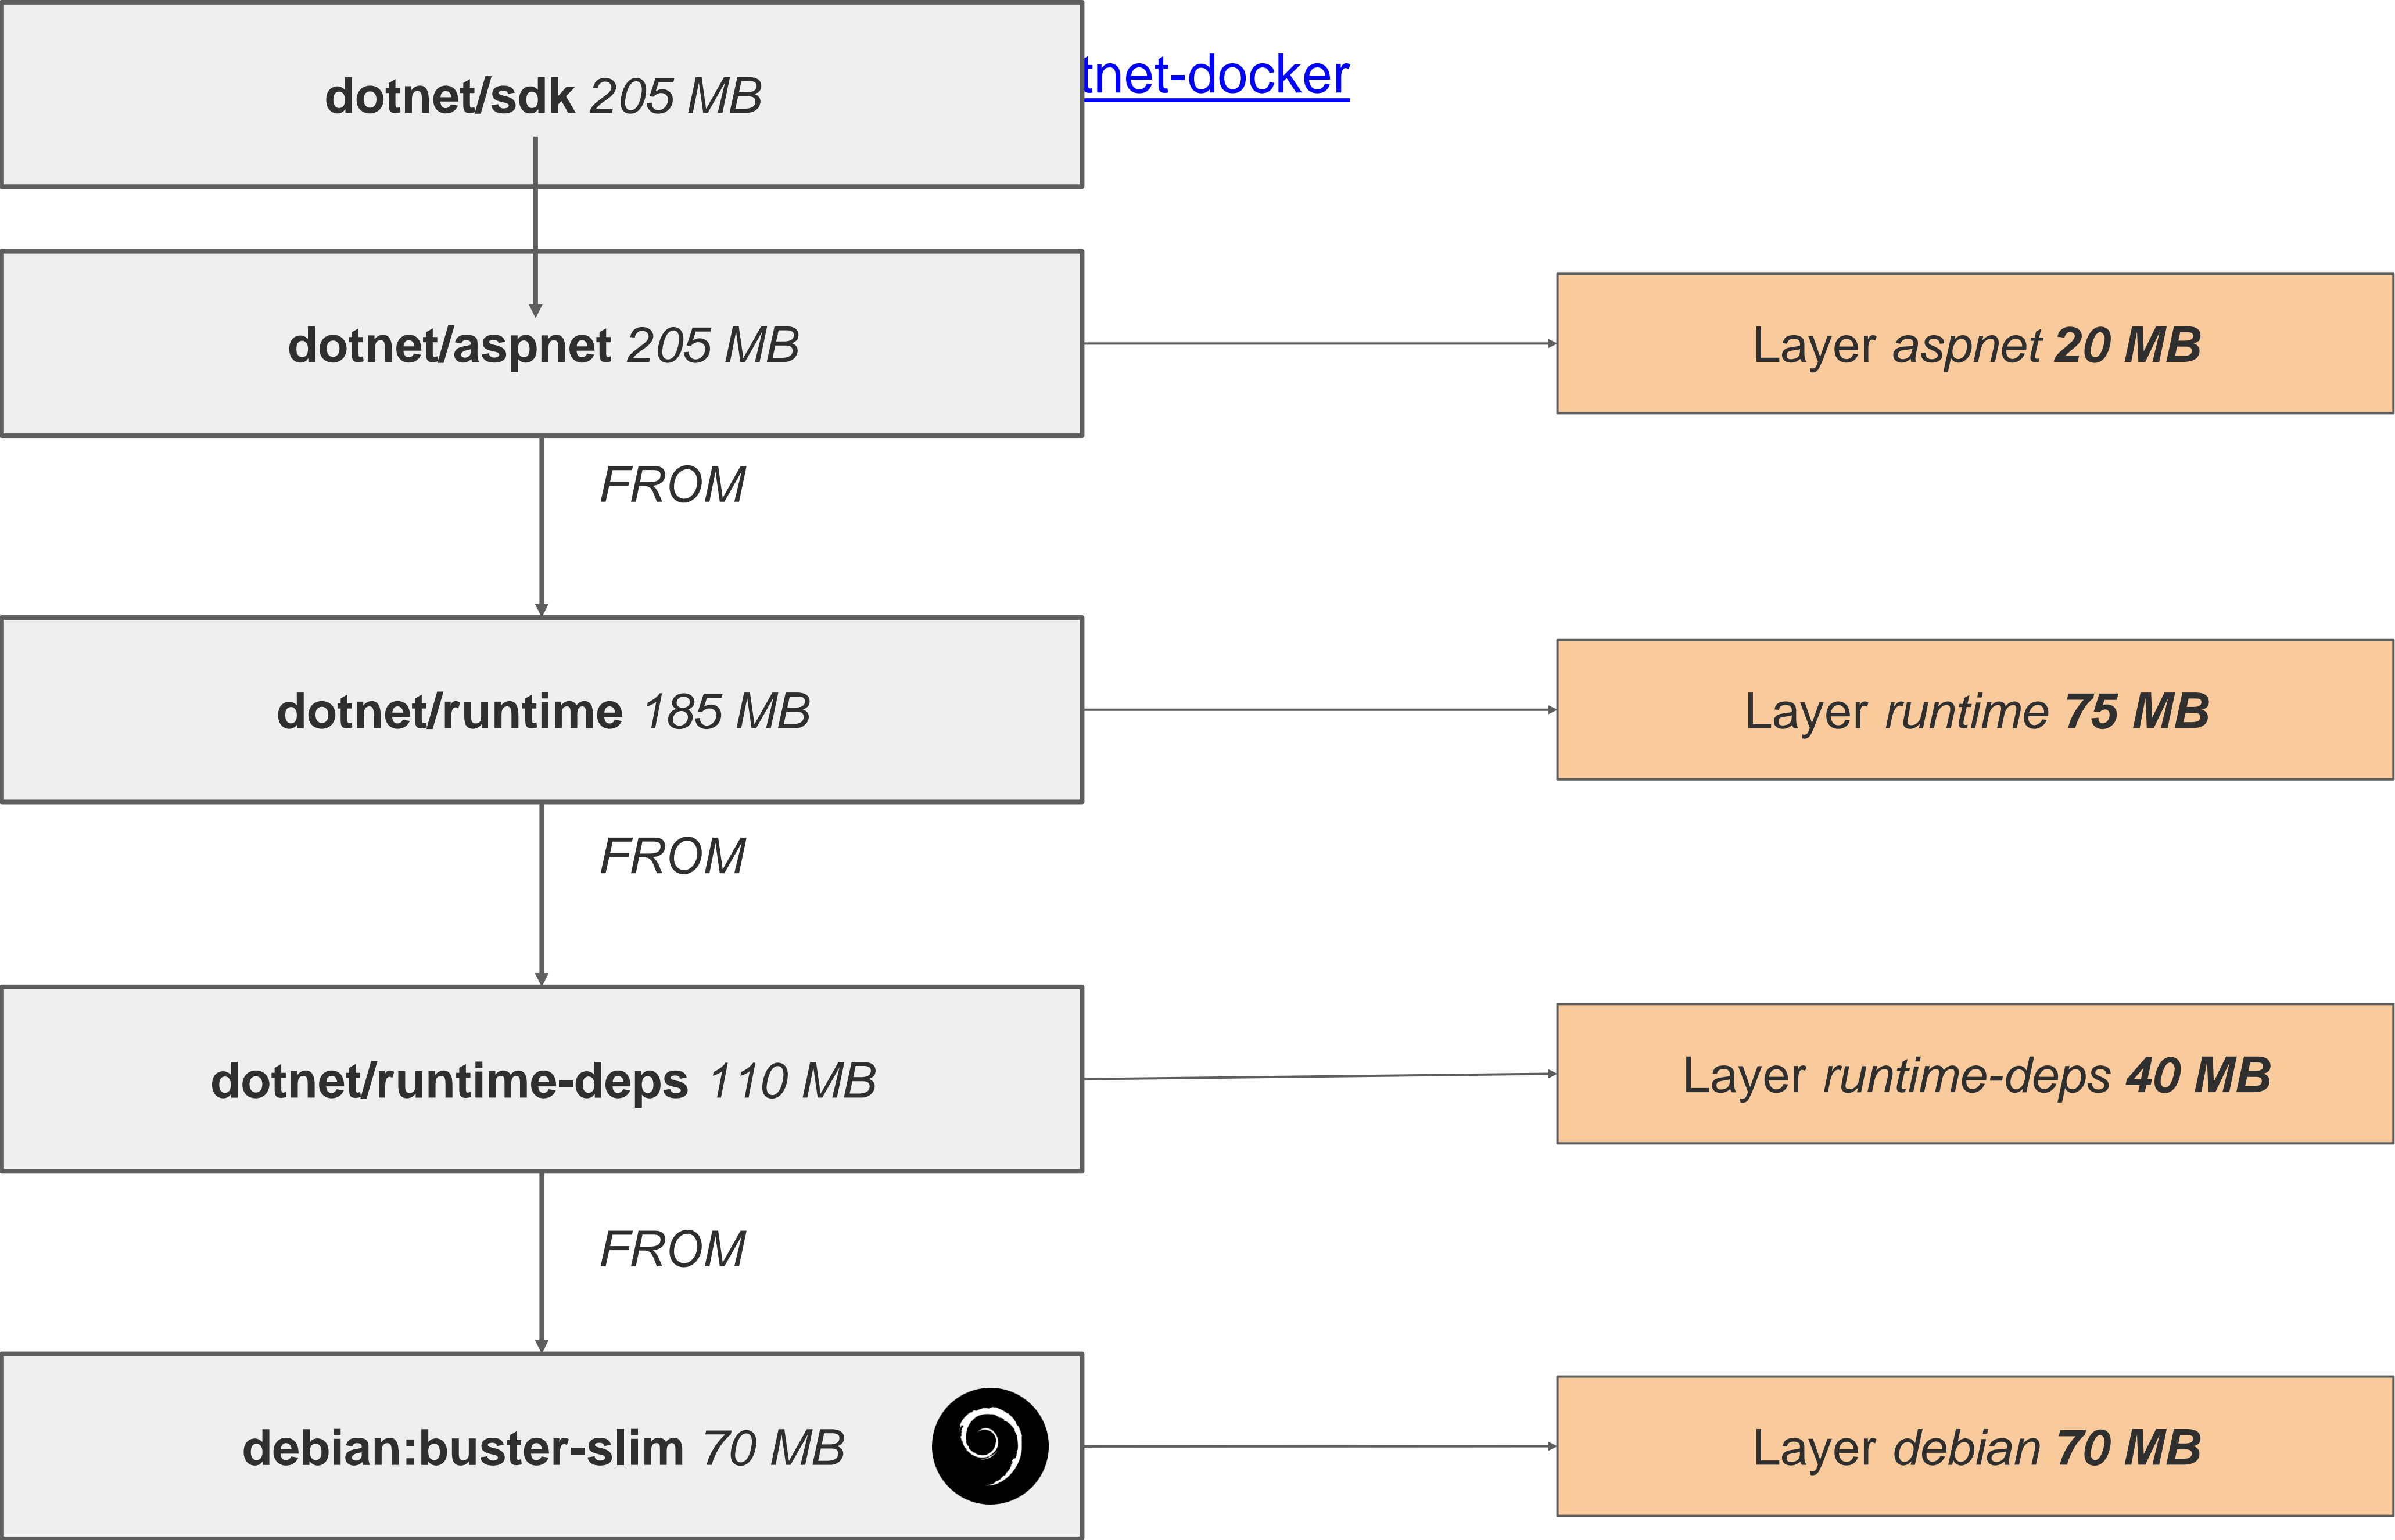 dotnet/sdk 205 MB
tnet-docker
dotnet/aspnet 205 MB
Layer aspnet 20 MB
FROM
dotnet/runtime 185 MB
Layer runtime 75 MB
FROM
dotnet/runtime-deps 110 MB
Layer runtime-deps 40 MB
FROM
debian:buster-slim 70 MB
Layer debian 70 MB